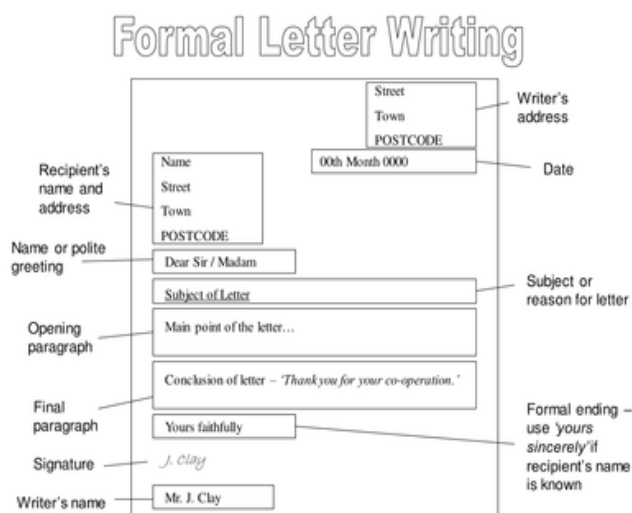 Formal Letter Writing
Street
Town
POSTCODE
Writer's
address
00th Month 0000
Date
Recipient's
name and
address
Name
Street
Town
POSTCODE
Name or polite
greeting
Dear Sir / Madam
Subject of Letter
Subject or
reason for letter
Opening
paragraph
Main point of the letter…
Final
paragraph
Conclusion of letter – 'Thank you for your co-operation.'
Yours faithfully
Formal ending –
use 'yours
sincerely' if
recipient's name
is known
Signature
J. Clay
Writer's name
Mr. J. Clay